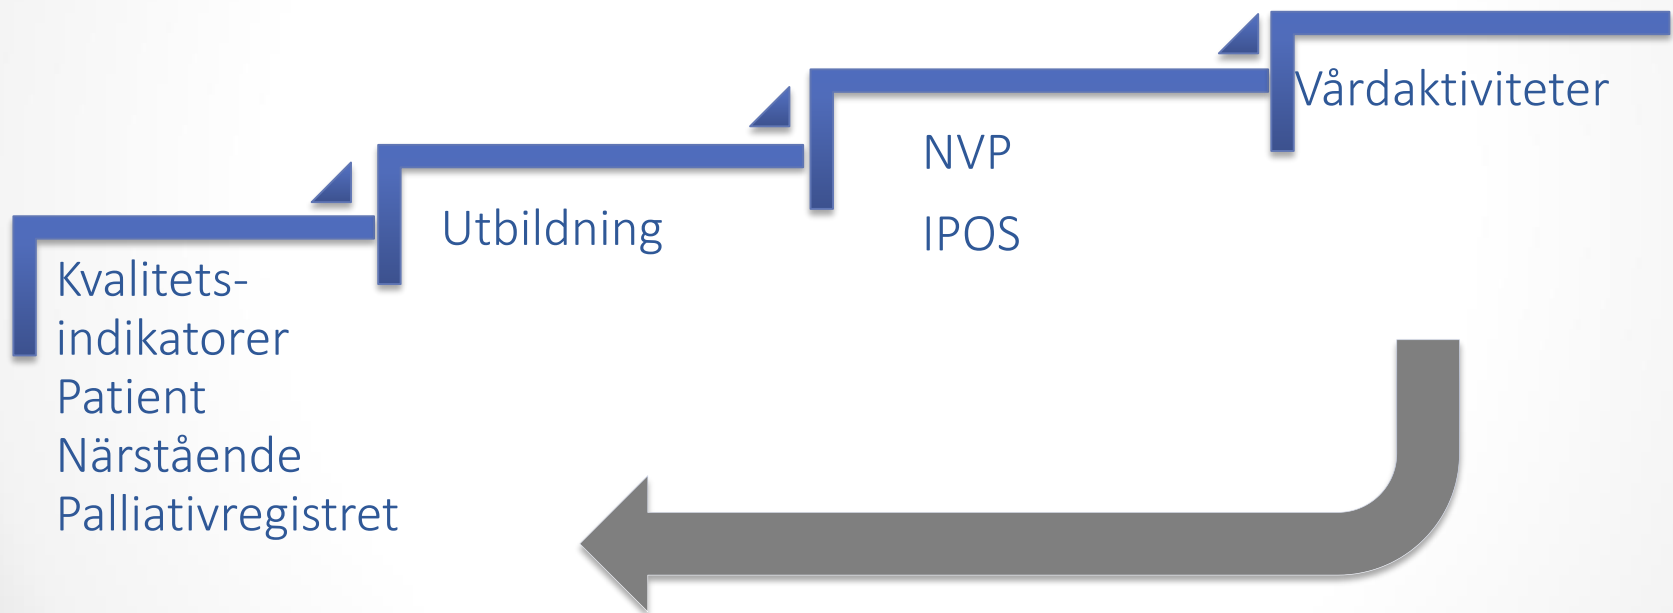 Kvalitets-
indikatorer
Patient
Närstående
Palliativregistret
Utbildning
NVP
IPOS
Vårdaktiviteter